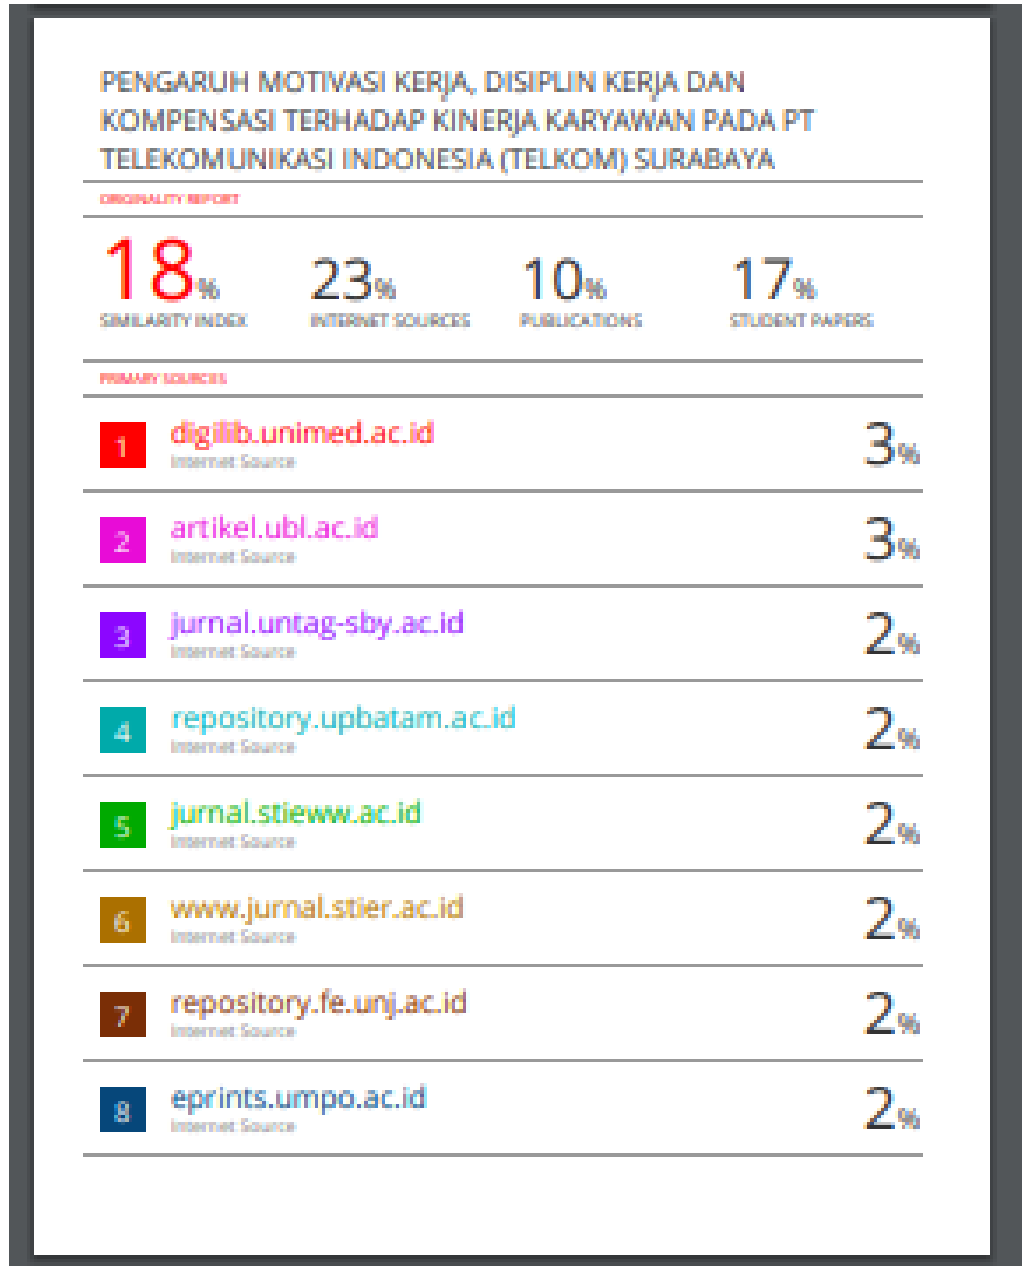 PENGARUH MOTIVASI KERJA, DISIPLIN KERJA DAN
KOMPENSASI TERHADAP KINERJA KARYAWAN PADA PT
TELEKOMUNIKASI INDONESIA (TELKOM) SURABAYA
ORIGINALITY REPORT
18% 23% 10% 17%
SIMILARITY INDEX INTERNET SOURCES PUBLICATIONS STUDENT PAPERS
PRIMARY SOURCES
1 digilib.unimed.ac.id 3%
Internet Source
2 artikel.ubl.ac.id 3%
Internet Source
3 jurnal.untag-sby.ac.id 2%
Internet Source
4 repository.upbatam.ac.id 2%
Internet Source
5 jurnal.stieww.ac.id 2%
Internet Source
6 www.jurnal.stier.ac.id 2%
Internet Source
7 repository.fe.unj.ac.id 2%
Internet Source
8 eprints.umpo.ac.id 2%
Internet Source